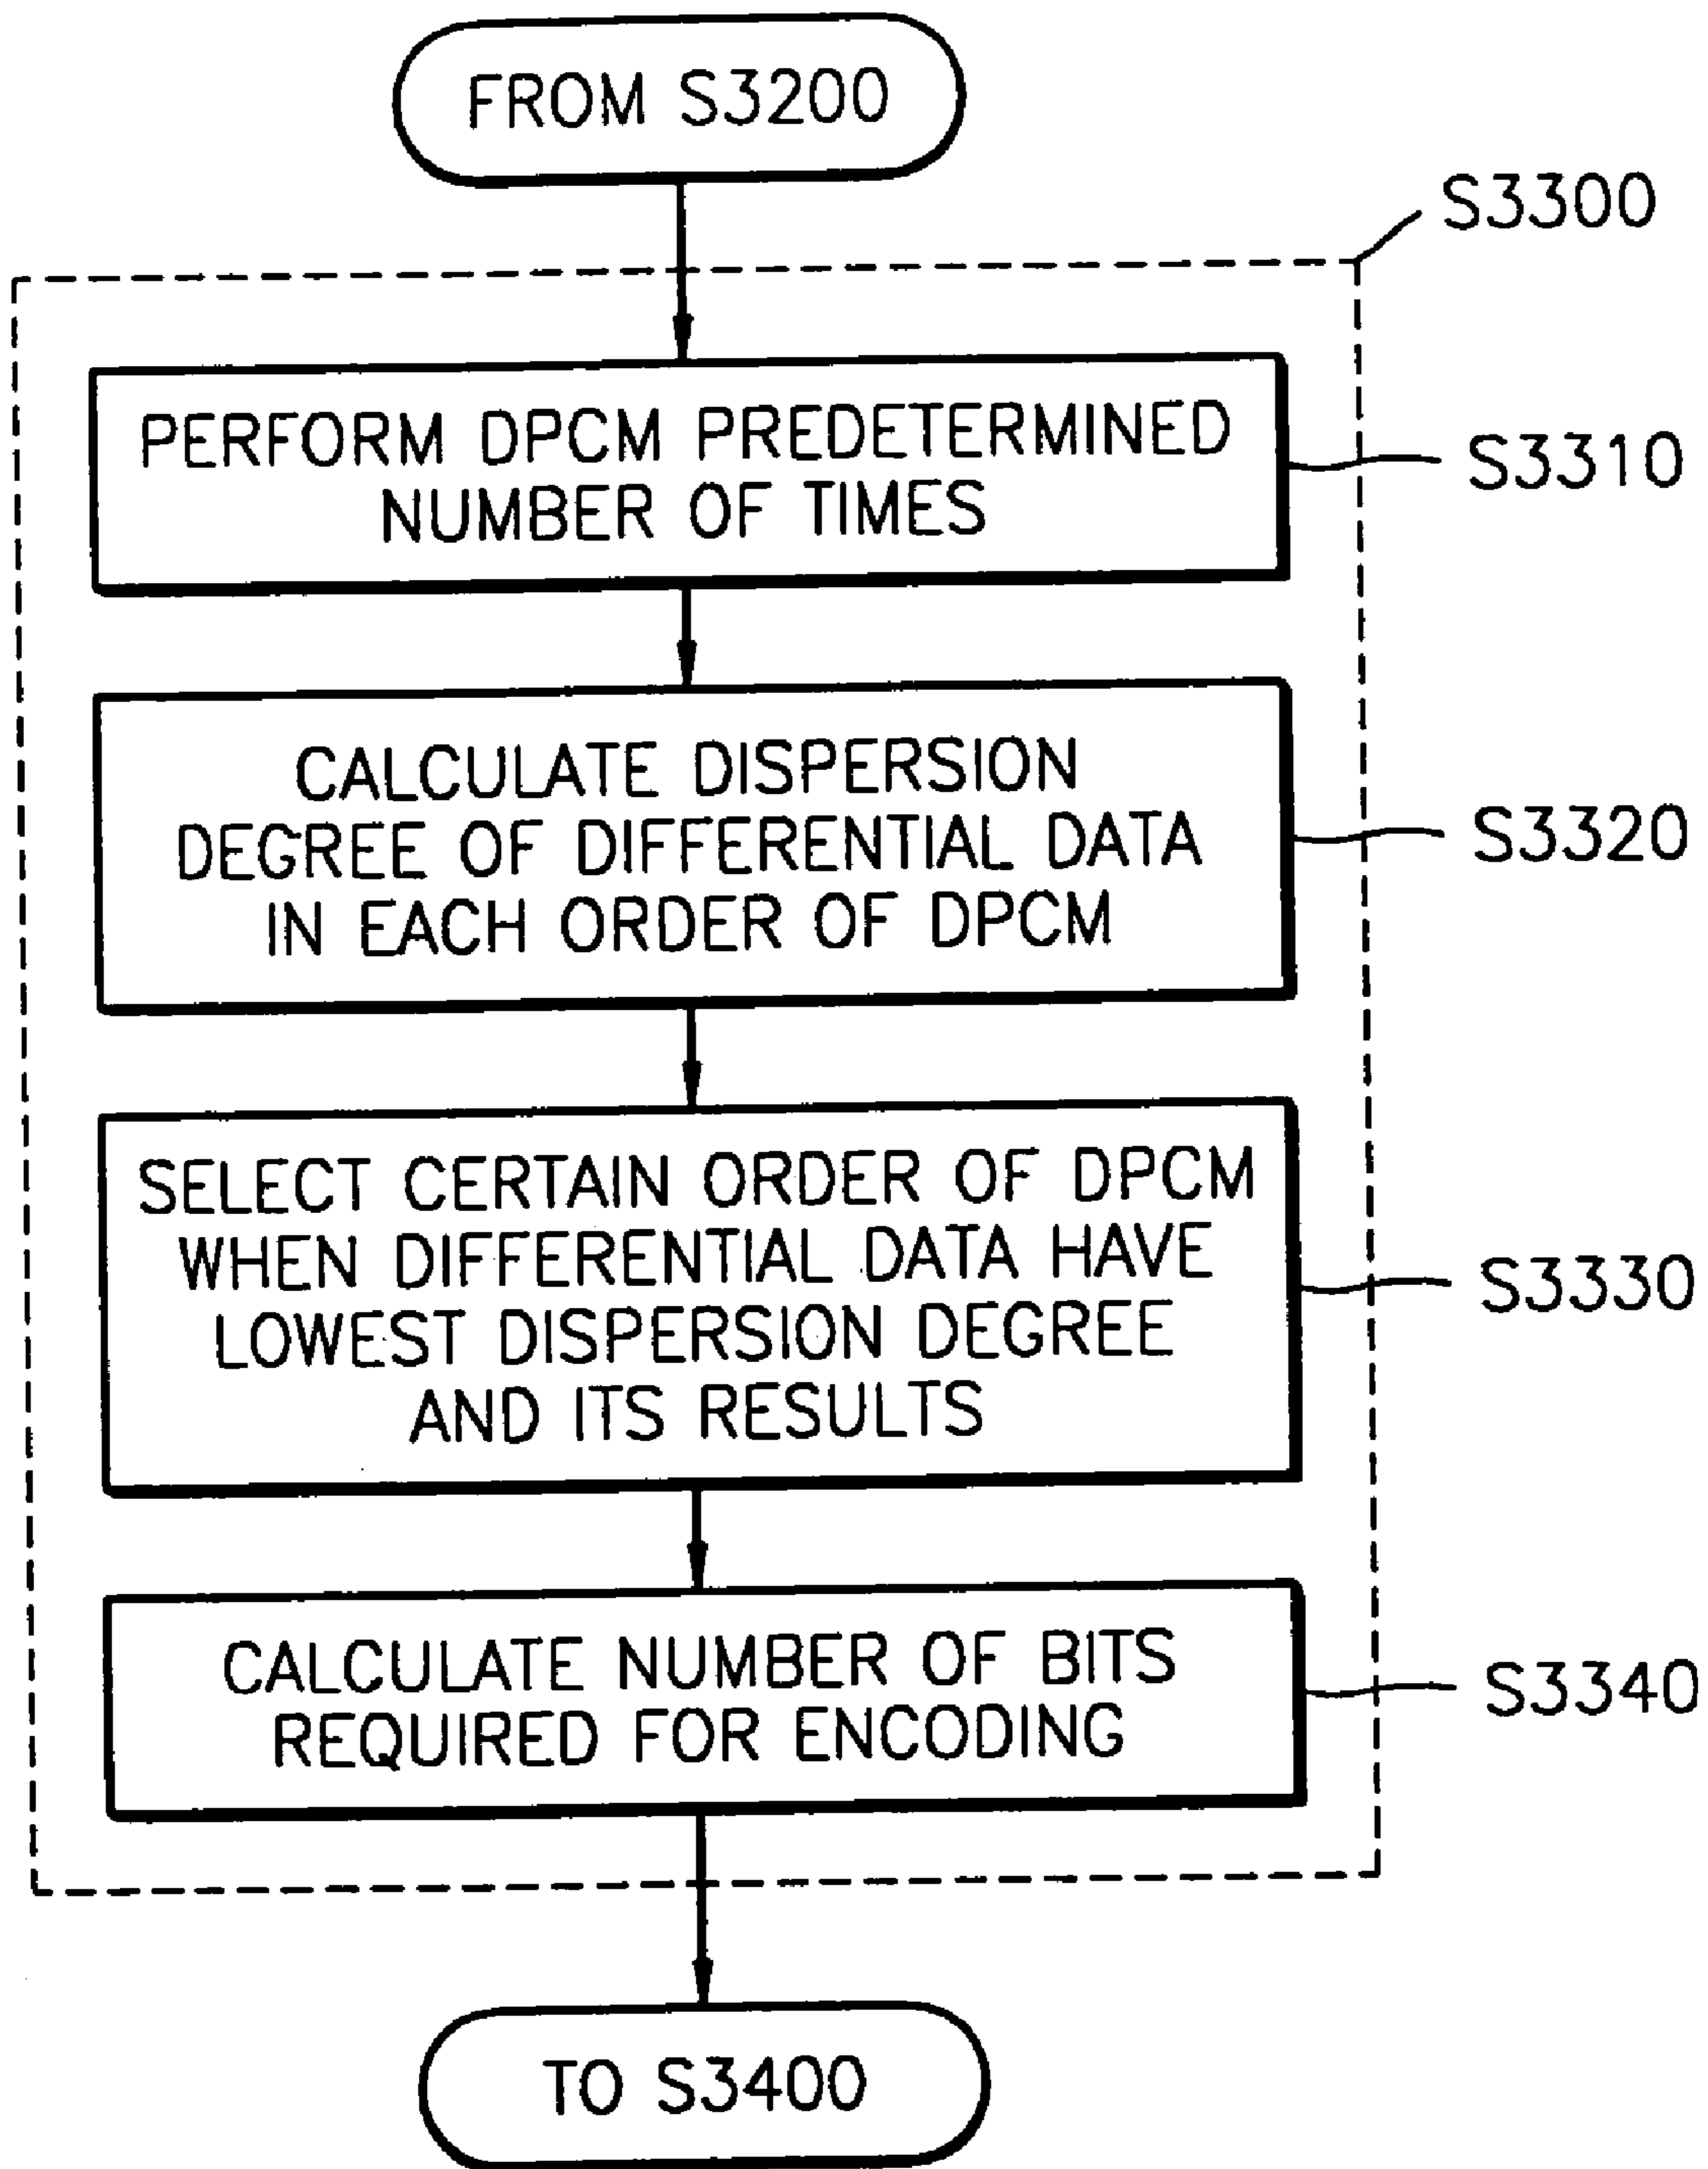 FROM S3200
S3300
PERFORM DPCM PREDETERMINED
NUMBER OF TIMES
S3310
CALCULATE DISPERSION
DEGREE OF DIFFERENTIAL DATA
IN EACH ORDER OF DPCM
S3320
SELECT CERTAIN ORDER OF DPCM
WHEN DIFFERENTIAL DATA HAVE
LOWEST DISPERSION DEGREE
AND ITS RESULTS
S3330
CALCULATE NUMBER OF BITS
REQUIRED FOR ENCODING
S3340
TO S3400